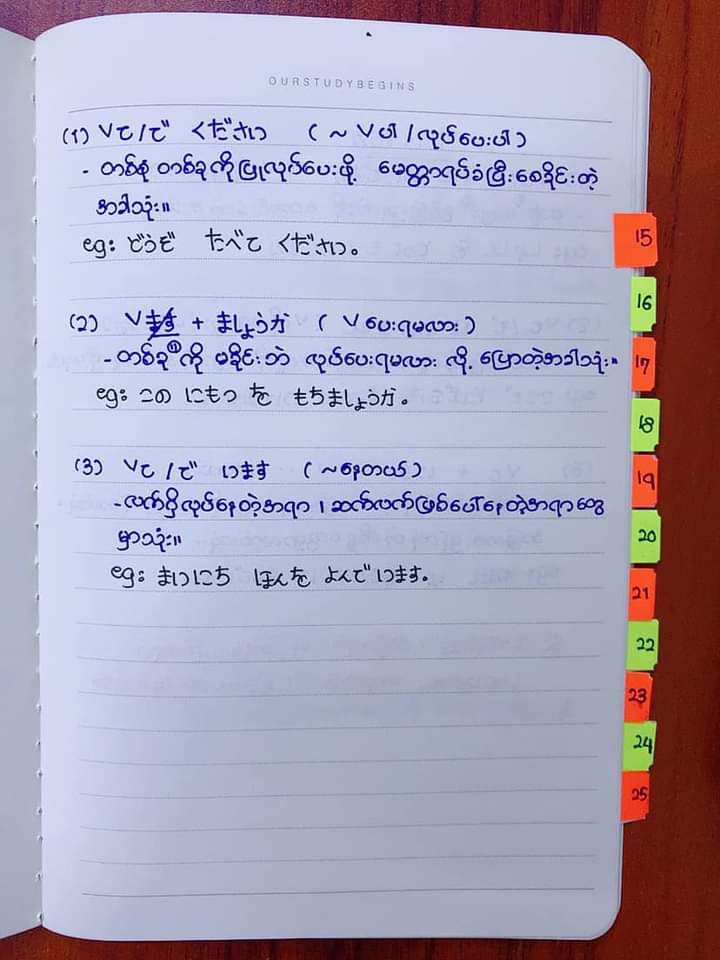 OURSTUDYBEGINS
(1) Vて/で ください ( ~ Vပါ / လုပ်ပေးပါ )
- တစ်စုံ တစ်ခုကိုပြုလုပ်ပေးဖို့ မေတ္တာရပ်ခံပြီးစေခိုင်းတဲ့
အခါသုံး။
eg: どうぞ たべて ください。
(2) Vます + ましょうか ( V ပေးရမလား )
- တစ်ခုခုကို မခိုင်းဘဲ လုပ်ပေးရမလား လို့ ပြောတဲ့အခါသုံး။
eg: この にもつ を もちましょうか。
(3) Vて/で います ( ~နေတယ် )
- လက်ရှိလုပ်နေတဲ့အရာ ၊ ဆက်လက်ဖြစ်ပေါ်နေတဲ့အရာတွေ
မှာသုံး။
eg: まいにち ほんを よんで います。
15
16
17
18
19
20
21
22
23
24
25